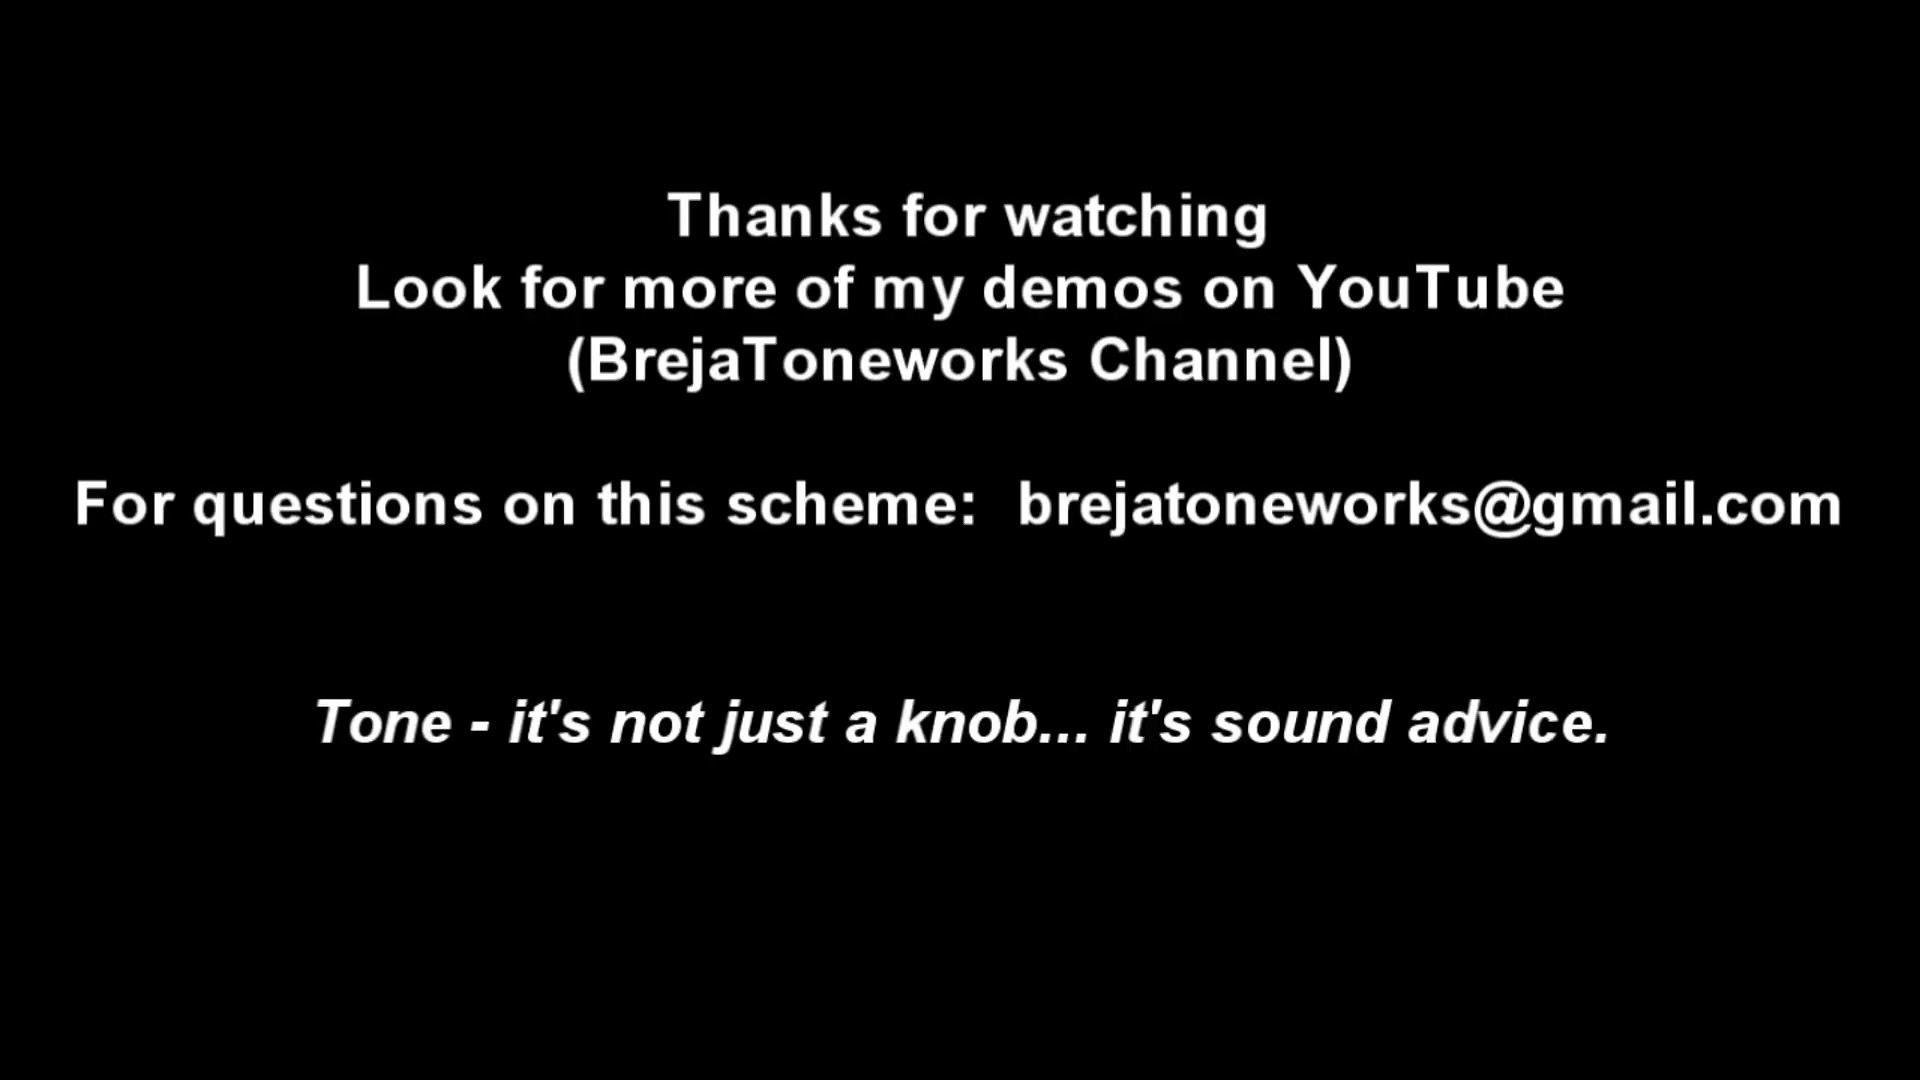 Thanks for watching
Look for more of my demos on YouTube
(BrejaToneworks Channel)
For questions on this scheme:  brejatoneworks@gmail.com
Tone - it's not just a knob... it's sound advice.